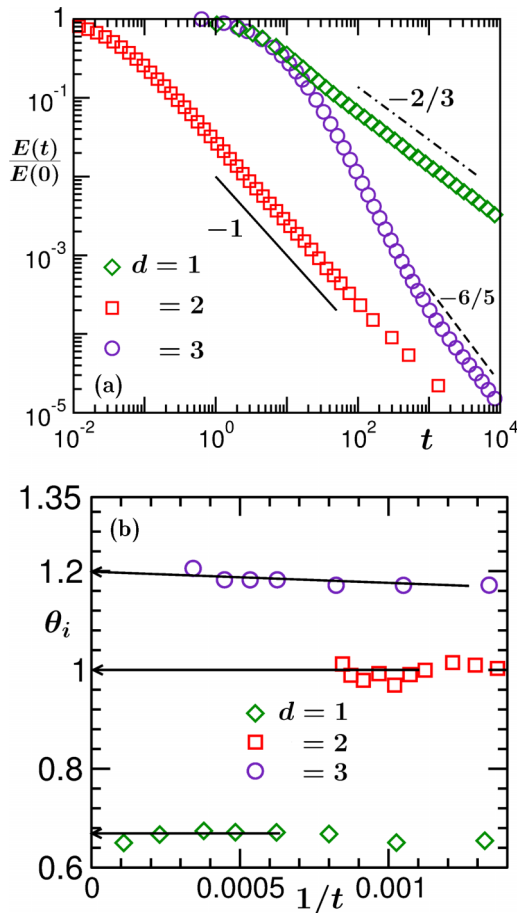 1
10^-1
E(t)/E(0)
−2/3
−1
10^-3
d = 1
= 2
= 3
−6/5
(a)
10^-5
10^-2 10^0 10^2 t 10^4
1.35
(b)
1.2
θ_i
1
d = 1
= 2
= 3
0.8
0.6
0 0.0005 1/t 0.001